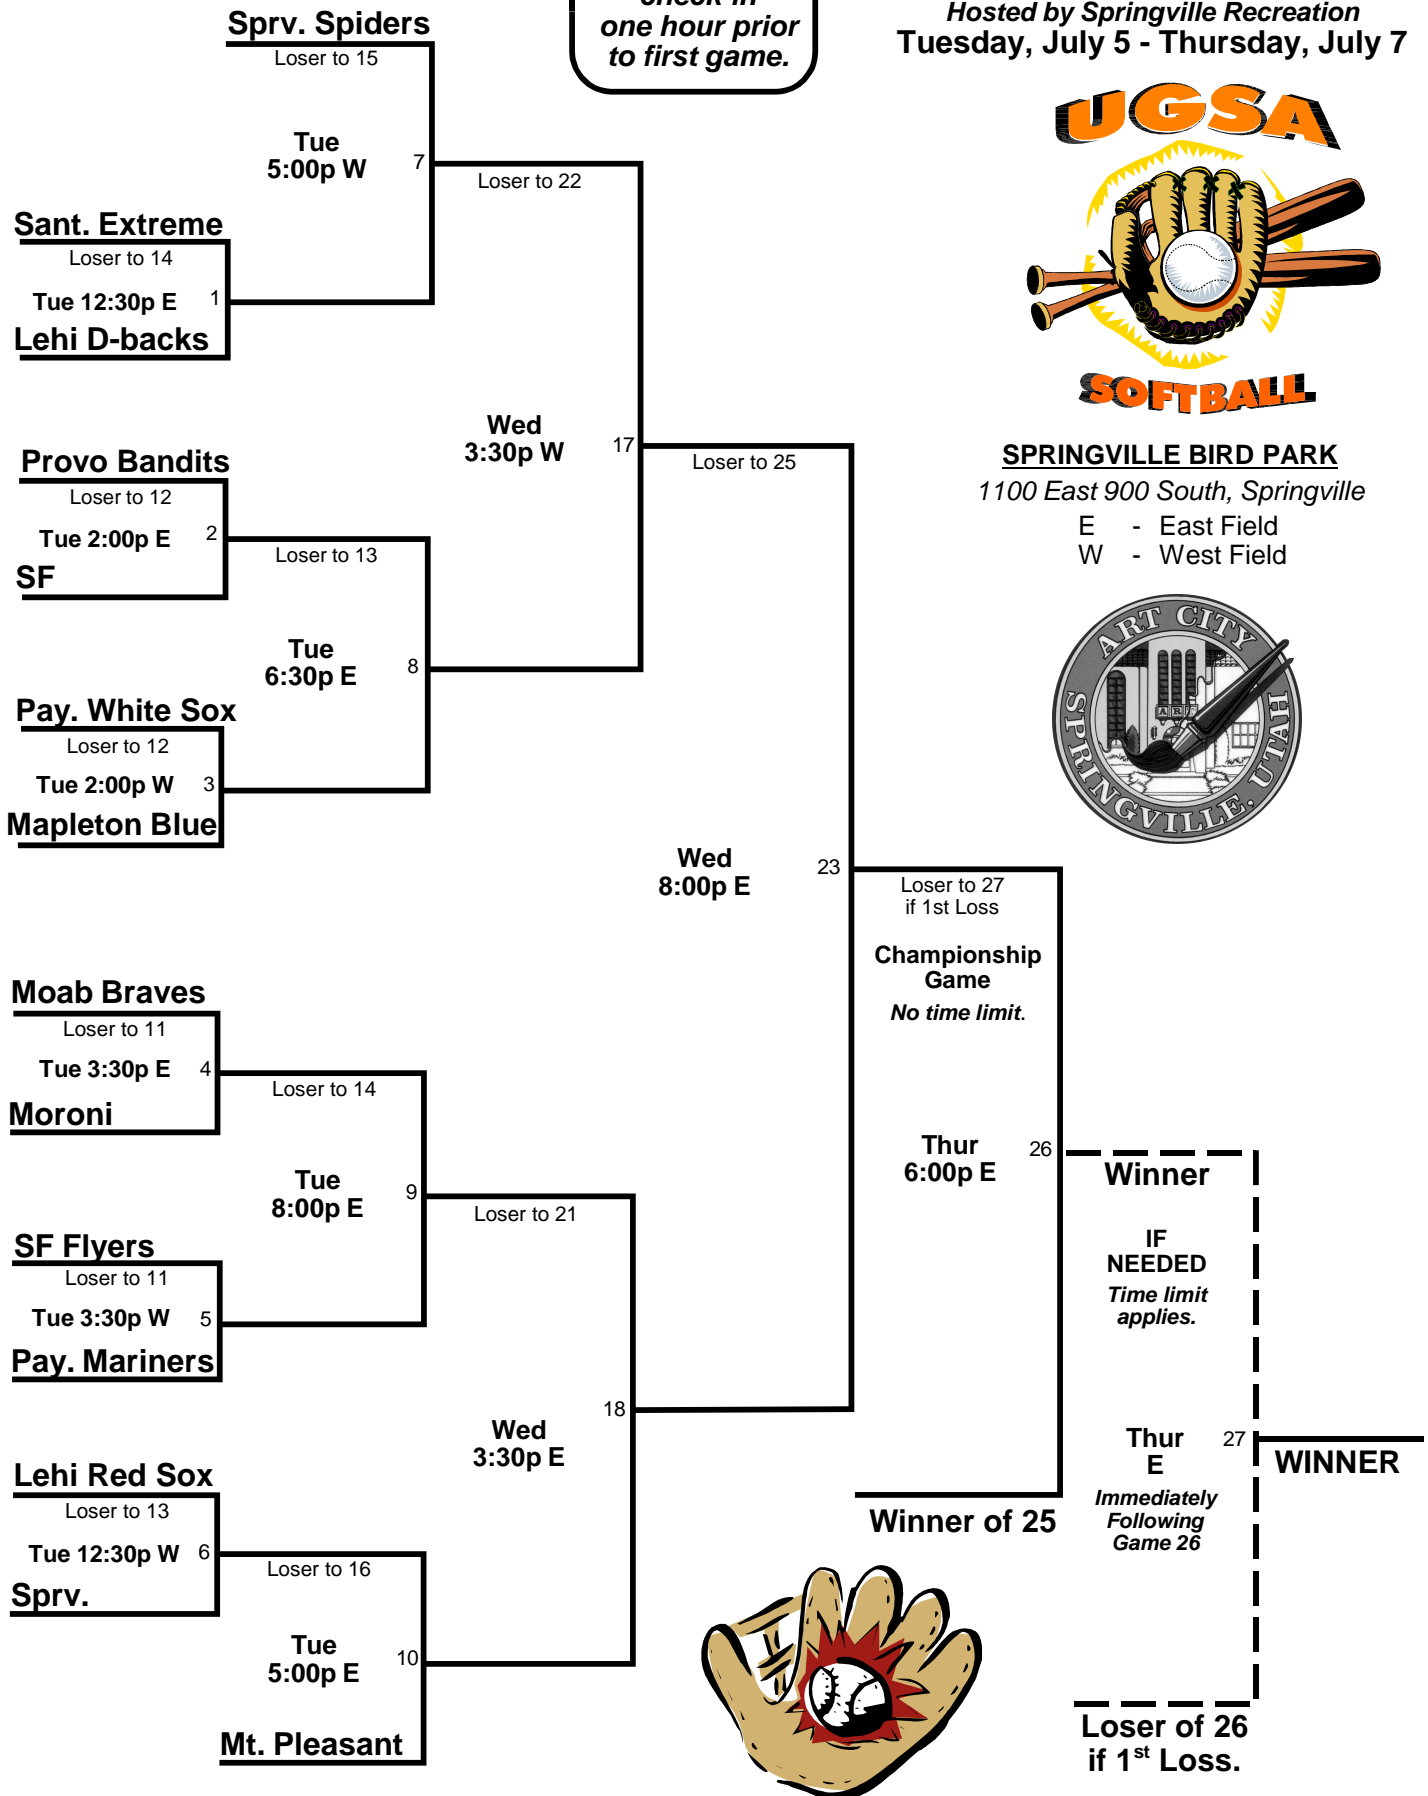 check-in
one hour prior
to first game.
Hosted by Springville Recreation
Tuesday, July 5 - Thursday, July 7
UGSA
SOFTBALL
SPRINGVILLE BIRD PARK
1100 East 900 South, Springville
E - East Field
W - West Field
ART CITY
ART
SPRINGVILLE, UTAH
Sprv. Spiders
Loser to 15
Tue
5:00p W
7
Loser to 22
Sant. Extreme
Loser to 14
Tue 12:30p E
1
Lehi D-backs
Wed
3:30p W
17
Loser to 25
Provo Bandits
Loser to 12
Tue 2:00p E
2
SF
Loser to 13
Tue
6:30p E
8
Pay. White Sox
Loser to 12
Tue 2:00p W
3
Mapleton Blue
Wed
8:00p E
23
Loser to 27
if 1st Loss
Championship
Game
No time limit.
Moab Braves
Loser to 11
Tue 3:30p E
4
Moroni
Loser to 14
Tue
8:00p E
9
Loser to 21
SF Flyers
Loser to 11
Tue 3:30p W
5
Pay. Mariners
Thur
6:00p E
26
Winner
IF
NEEDED
Time limit
applies.
Wed
3:30p E
18
Thur
E
27
WINNER
Immediately
Following
Game 26
Winner of 25
Lehi Red Sox
Loser to 13
Tue 12:30p W
6
Sprv.
Loser to 16
Tue
5:00p E
10
Mt. Pleasant
Loser of 26
if 1st Loss.